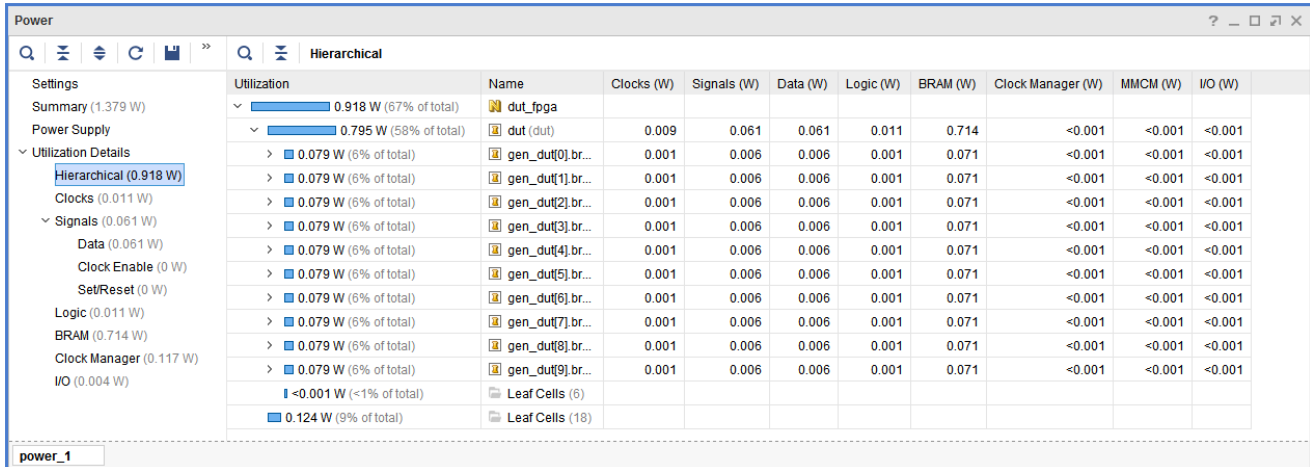 Power
Hierarchical
Settings
Summary (1.379 W)
Power Supply
Utilization Details
Hierarchical (0.918 W)
Clocks (0.011 W)
Signals (0.061 W)
Data (0.061 W)
Clock Enable (0 W)
Set/Reset (0 W)
Logic (0.011 W)
BRAM (0.714 W)
Clock Manager (0.117 W)
I/O (0.004 W)
Utilization Name Clocks (W) Signals (W) Data (W) Logic (W) BRAM (W) Clock Manager (W) MMCM (W) I/O (W)
0.918 W (67% of total) dut_fpga
0.795 W (58% of total) dut (dut) 0.009 0.061 0.061 0.011 0.714 <0.001 <0.001 <0.001
0.079 W (6% of total) gen_dut[0].br... 0.001 0.006 0.006 0.001 0.071 <0.001 <0.001 <0.001
0.079 W (6% of total) gen_dut[1].br... 0.001 0.006 0.006 0.001 0.071 <0.001 <0.001 <0.001
0.079 W (6% of total) gen_dut[2].br... 0.001 0.006 0.006 0.001 0.071 <0.001 <0.001 <0.001
0.079 W (6% of total) gen_dut[3].br... 0.001 0.006 0.006 0.001 0.071 <0.001 <0.001 <0.001
0.079 W (6% of total) gen_dut[4].br... 0.001 0.006 0.006 0.001 0.071 <0.001 <0.001 <0.001
0.079 W (6% of total) gen_dut[5].br... 0.001 0.006 0.006 0.001 0.071 <0.001 <0.001 <0.001
0.079 W (6% of total) gen_dut[6].br... 0.001 0.006 0.006 0.001 0.071 <0.001 <0.001 <0.001
0.079 W (6% of total) gen_dut[7].br... 0.001 0.006 0.006 0.001 0.071 <0.001 <0.001 <0.001
0.079 W (6% of total) gen_dut[8].br... 0.001 0.006 0.006 0.001 0.071 <0.001 <0.001 <0.001
0.079 W (6% of total) gen_dut[9].br... 0.001 0.006 0.006 0.001 0.071 <0.001 <0.001 <0.001
<0.001 W (<1% of total) Leaf Cells (6)
0.124 W (9% of total) Leaf Cells (18)
power_1